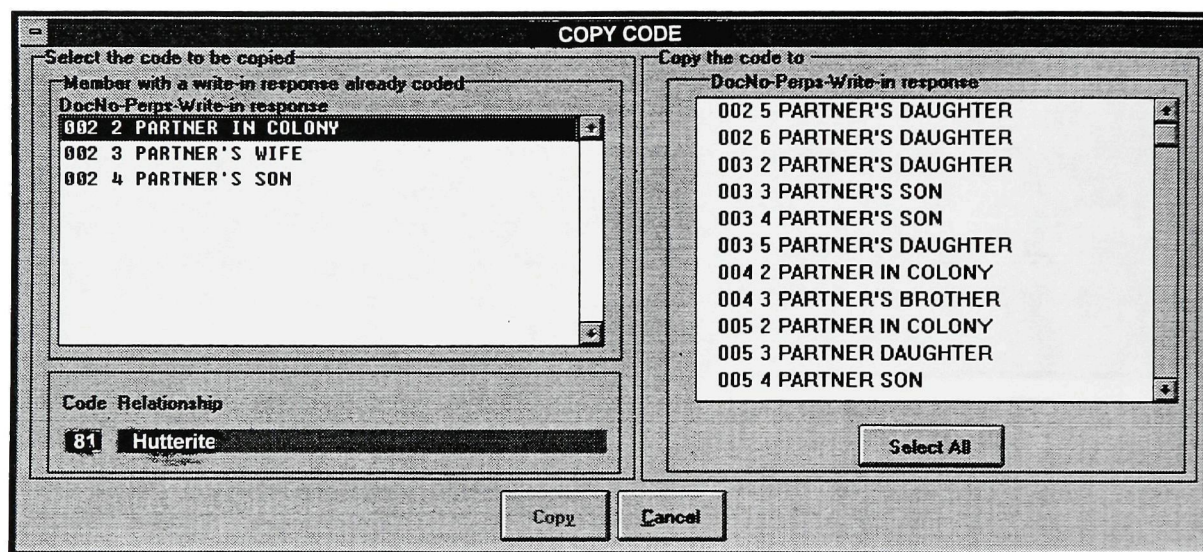 COPY CODE
Select the code to be copied
Member with a write-in response already coded
DocNo-Perps-Write-in response
002 2 PARTNER IN COLONY
002 3 PARTNER'S WIFE
002 4 PARTNER'S SON
Code Relationship
81 Hutterite
Copy the code to
DocNo-Perps-Write-in response
002 5 PARTNER'S DAUGHTER
002 6 PARTNER'S DAUGHTER
003 2 PARTNER'S DAUGHTER
003 3 PARTNER'S SON
003 4 PARTNER'S SON
003 5 PARTNER'S DAUGHTER
004 2 PARTNER IN COLONY
004 3 PARTNER'S BROTHER
005 2 PARTNER IN COLONY
005 3 PARTNER DAUGHTER
005 4 PARTNER SON
Select All
Copy
Cancel